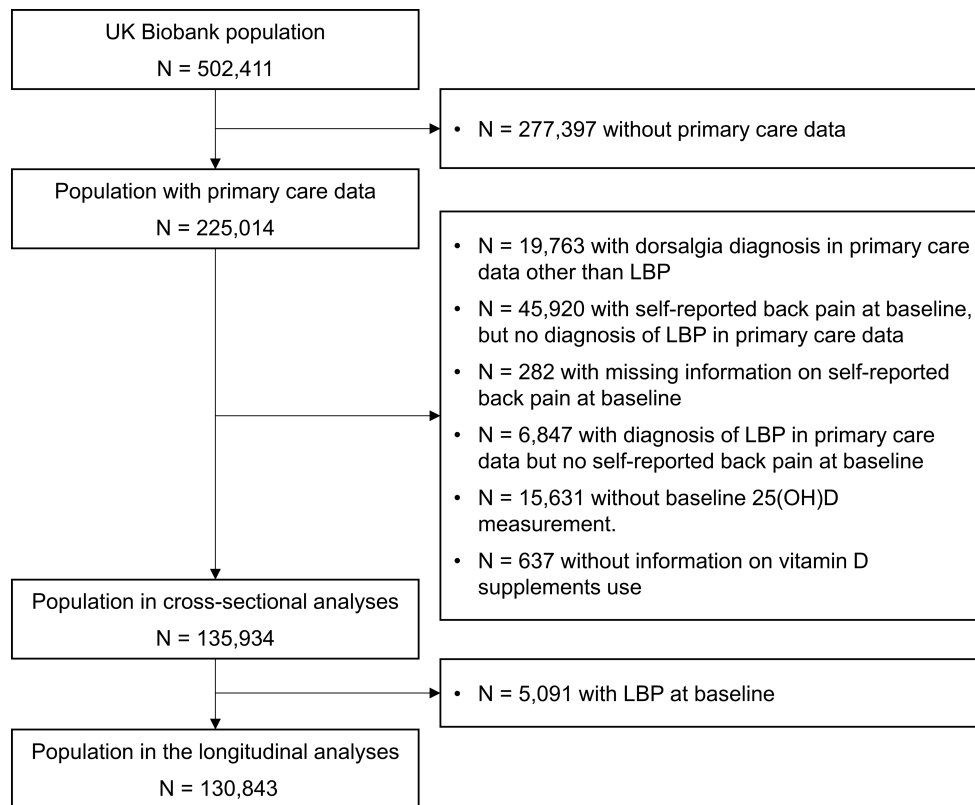 UK Biobank population
N = 502,411
• N = 277,397 without primary care data
Population with primary care data
N = 225,014
• N = 19,763 with dorsalgia diagnosis in primary care
data other than LBP
• N = 45,920 with self-reported back pain at baseline,
but no diagnosis of LBP in primary care data
• N = 282 with missing information on self-reported
back pain at baseline
• N = 6,847 with diagnosis of LBP in primary care
data but no self-reported back pain at baseline
• N = 15,631 without baseline 25(OH)D
measurement.
• N = 637 without information on vitamin D
supplements use
Population in cross-sectional analyses
N = 135,934
• N = 5,091 with LBP at baseline
Population in the longitudinal analyses
N = 130,843